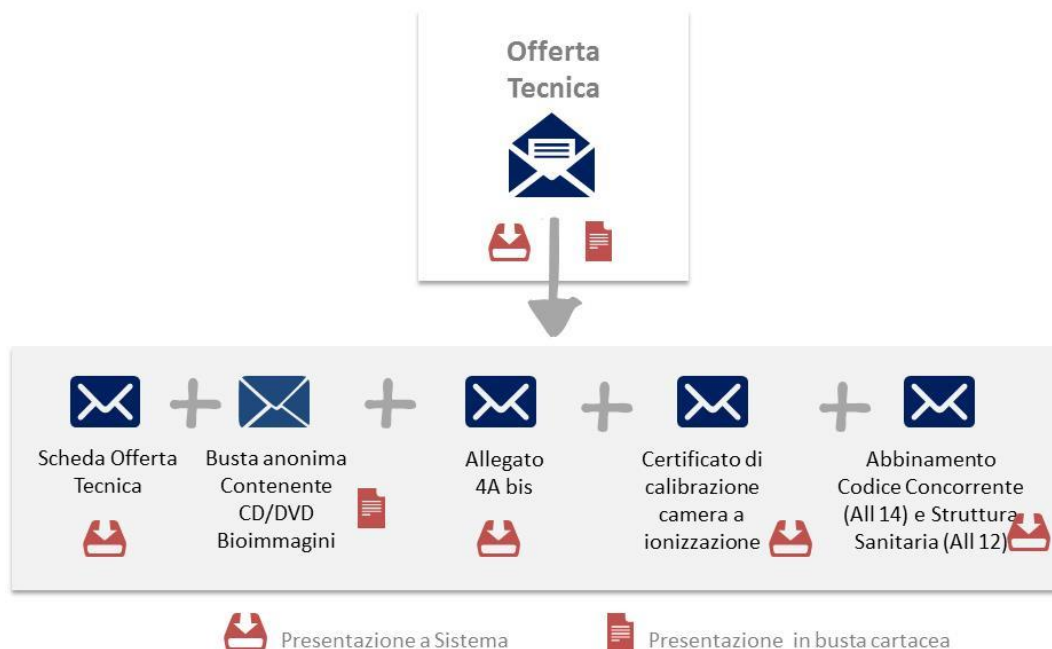 Offerta
Tecnica
Scheda Offerta
Tecnica
Busta anonima
Contenente
CD/DVD
Bioimmagini
Allegato
4A bis
Certificato di
calibrazione
camera a
ionizzazione
Abbinamento
Codice Concorrente
(All 14) e Struttura
Sanitaria (All 12)
Presentazione a Sistema
Presentazione in busta cartacea